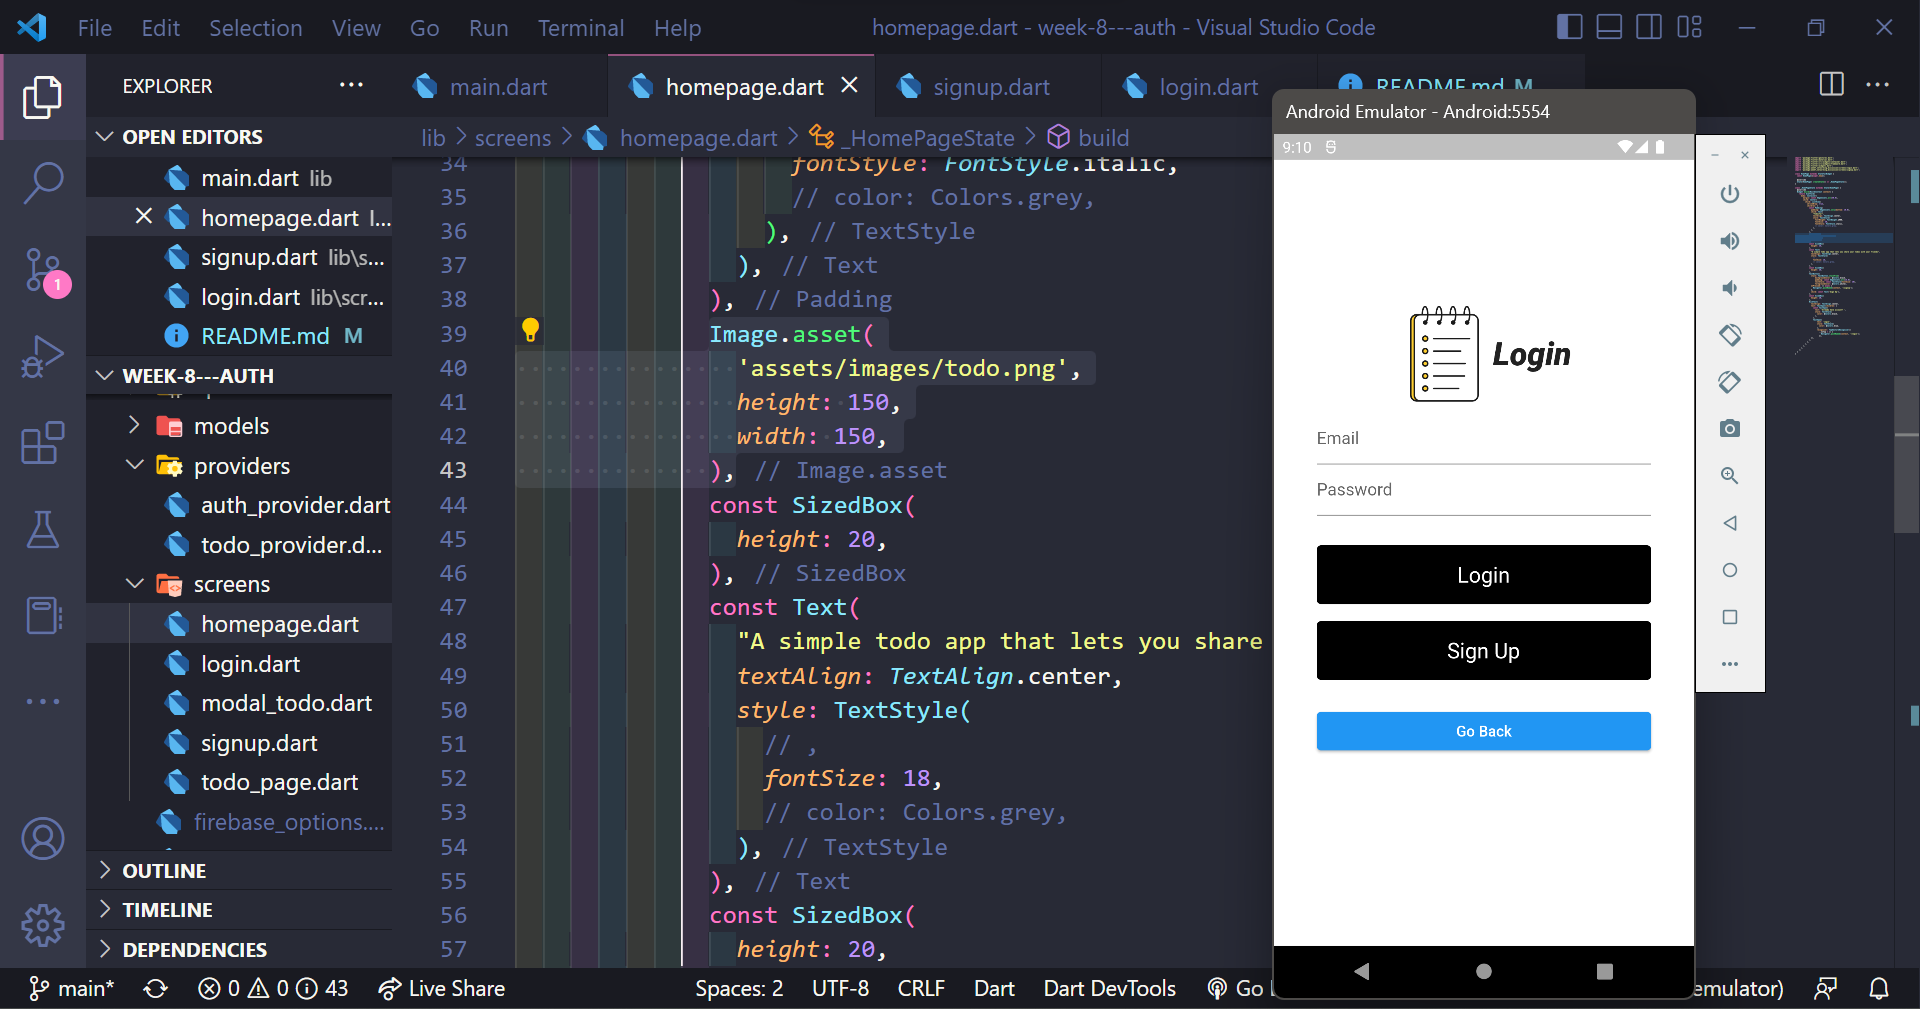 File Edit Selection View Go Run Terminal Help
homepage.dart - week-8---auth - Visual Studio Code
EXPLORER
main.dart
homepage.dart
signup.dart
login.dart
README.md M
OPEN EDITORS
main.dart lib
homepage.dart l...
signup.dart lib\s...
login.dart lib\scr...
README.md M
1
WEEK-8---AUTH
models
providers
auth_provider.dart
todo_provider.d...
screens
homepage.dart
login.dart
modal_todo.dart
signup.dart
todo_page.dart
firebase_options....
OUTLINE
TIMELINE
DEPENDENCIES
lib > screens > homepage.dart > _HomePageState > build
34 fontStyle: FontStyle.italic,
35 // color: Colors.grey,
36 ), // TextStyle
37 ), // Text
38 ), // Padding
39 Image.asset(
40 'assets/images/todo.png',
41 height: 150,
42 width: 150,
43 ), // Image.asset
44 const SizedBox(
45 height: 20,
46 ), // SizedBox
47 const Text(
48 "A simple todo app that lets you share
49 textAlign: TextAlign.center,
50 style: TextStyle(
51 // ,
52 fontSize: 18,
53 // color: Colors.grey,
54 ), // TextStyle
55 ), // Text
56 const SizedBox(
57 height: 20,
Android Emulator - Android:5554
9:10
Login
Email
Password
Login
Sign Up
Go Back
main* 0 0 43 Live Share
Spaces: 2 UTF-8 CRLF Dart Dart DevTools Go
emulator)